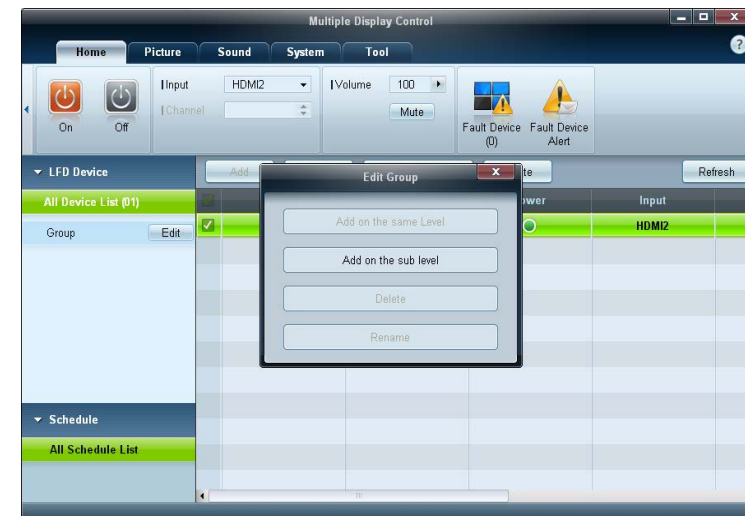 Multiple Display Control
Home Picture Sound System Tool
Input HDMI2 Volume 100
Channel Mute
On Off Fault Device (0) Fault Device Alert
LFD Device Add Edit Group Refresh
All Device List (01) Input
Group Edit HDMI2
Add on the same Level
Add on the sub level
Delete
Rename
Schedule
All Schedule List